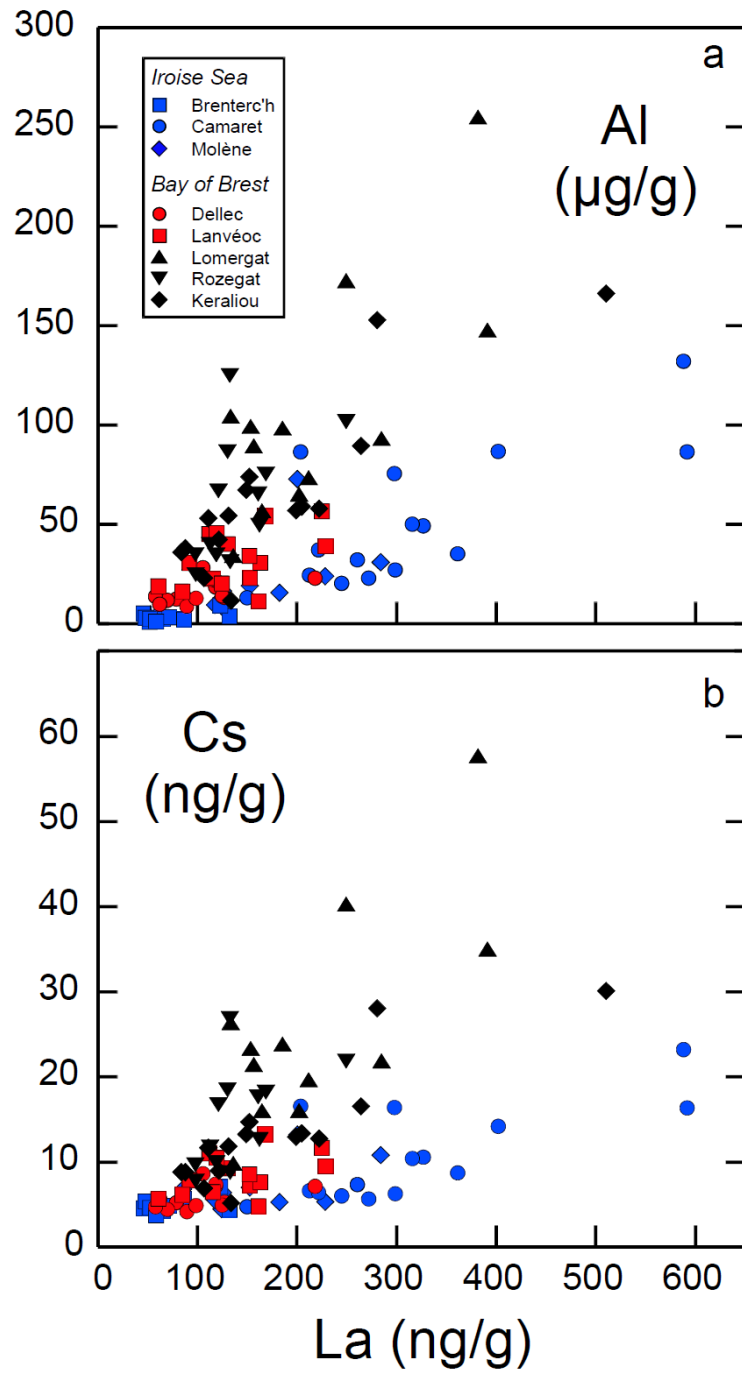 300
250
200
150
100
50
0
a
Al
(µg/g)
Iroise Sea
Brenterc'h
Camaret
Molène
Bay of Brest
Dellec
Lanvéoc
Lomergat
Rozegat
Keraliou
b
Cs
(ng/g)
60
50
40
30
20
10
0
0 100 200 300 400 500 600
La (ng/g)